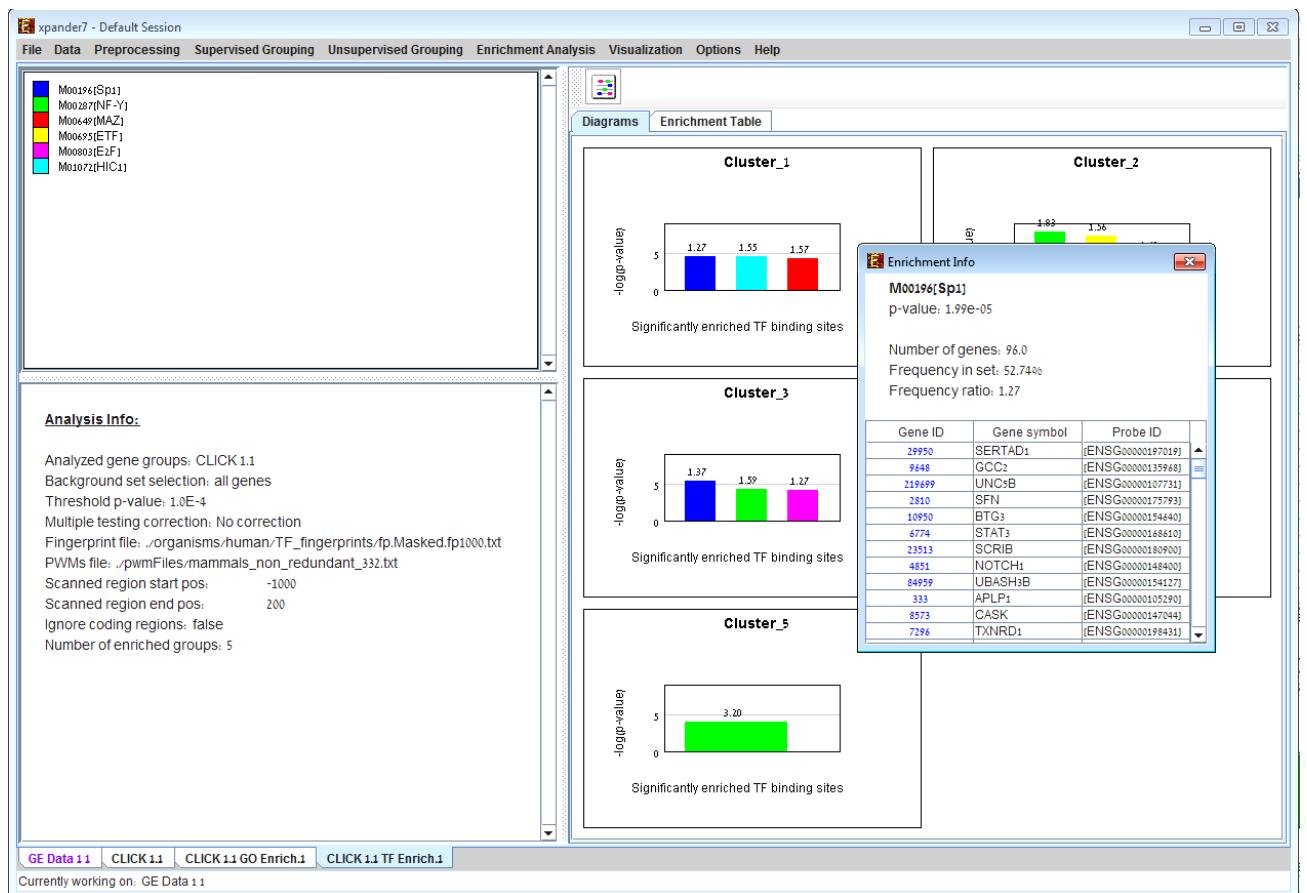 xpander7 - Default Session
File Data Preprocessing Supervised Grouping Unsupervised Grouping Enrichment Analysis Visualization Options Help
M00196[Sp1]
M00287[NF-Y]
M00649[MAZ]
M00695[ETF]
M00803[E2F]
M01072[HIC1]
Analysis Info:
Analyzed gene groups: CLICK 1.1
Background set selection: all genes
Threshold p-value: 1.0E-4
Multiple testing correction: No correction
Fingerprint file: ./organisms/human/TF_fingerprints/fp.Masked.fp1000.txt
PWMs file: ./pwmFiles/mammals_non_redundant_332.txt
Scanned region start pos: -1000
Scanned region end pos: 200
Ignore coding regions: false
Number of enriched groups: 5
Diagrams Enrichment Table
Cluster_1
-log(p-value)
5
0
1.27 1.55 1.57
Significantly enriched TF binding sites
Cluster_2
1.83 1.56
Cluster_3
-log(p-value)
5
0
1.37 1.59 1.27
Significantly enriched TF binding sites
Cluster_5
-log(p-value)
5
0
3.20
Significantly enriched TF binding sites
Enrichment Info
M00196[Sp1]
p-value: 1.99e-05
Number of genes: 96.0
Frequency in set: 52.74%
Frequency ratio: 1.27
Gene ID Gene symbol Probe ID
29950 SERTAD1 [ENSG00000197019]
9648 GCC2 [ENSG00000135968]
219699 UNC5B [ENSG00000107731]
2810 SFN [ENSG00000175793]
10950 BTG3 [ENSG00000154640]
6774 STAT3 [ENSG00000168610]
23513 SCRIB [ENSG00000180900]
4851 NOTCH1 [ENSG00000148400]
84959 UBASH3B [ENSG00000154127]
333 APLP1 [ENSG00000105290]
8573 CASK [ENSG00000147044]
7296 TXNRD1 [ENSG00000198431]
GE Data 1 1 CLICK 1.1 CLICK 1.1 GO Enrich.1 CLICK 1.1 TF Enrich.1
Currently working on: GE Data 1 1